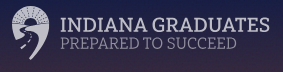 INDIANA GRADUATES
PREPARED TO SUCCEED